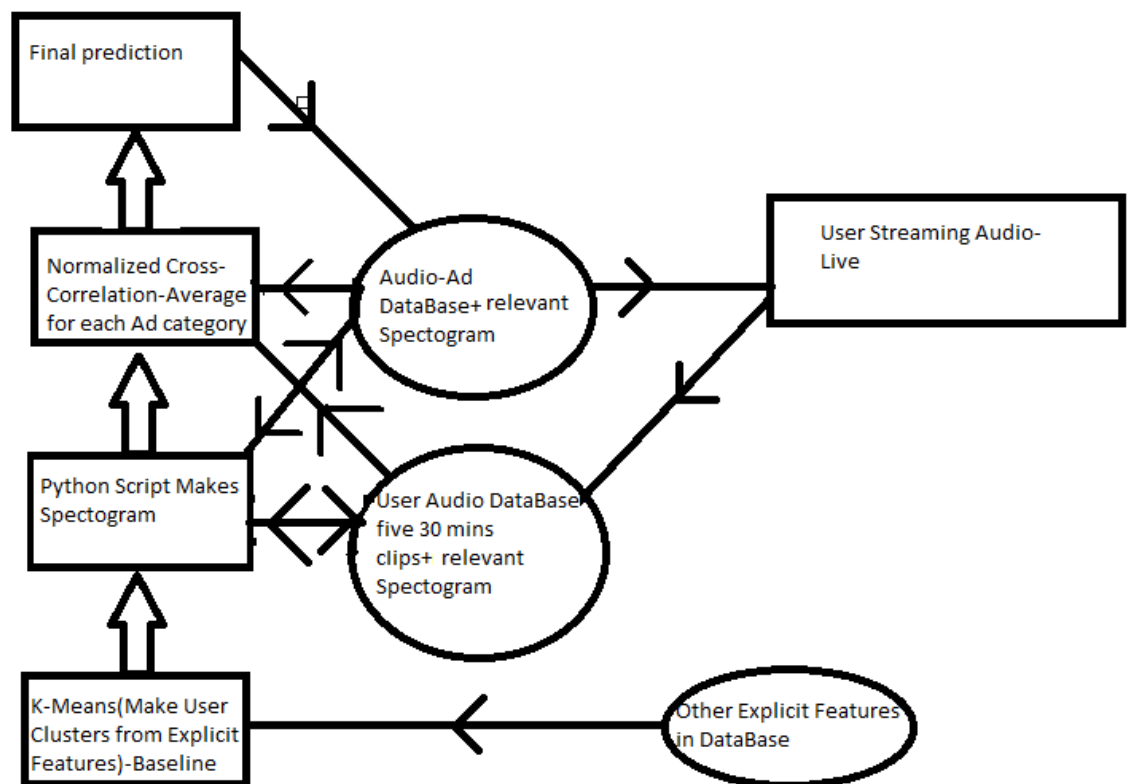 Final prediction
Normalized Cross-
Correlation-Average
for each Ad category
Audio-Ad
DataBase+ relevant
Spectogram
User Streaming Audio-
Live
Python Script Makes
Spectogram
User Audio DataBase
five 30 mins
clips+ relevant
Spectogram
K-Means(Make User
Clusters from Explicit
Features)-Baseline
Other Explicit Features
in DataBase